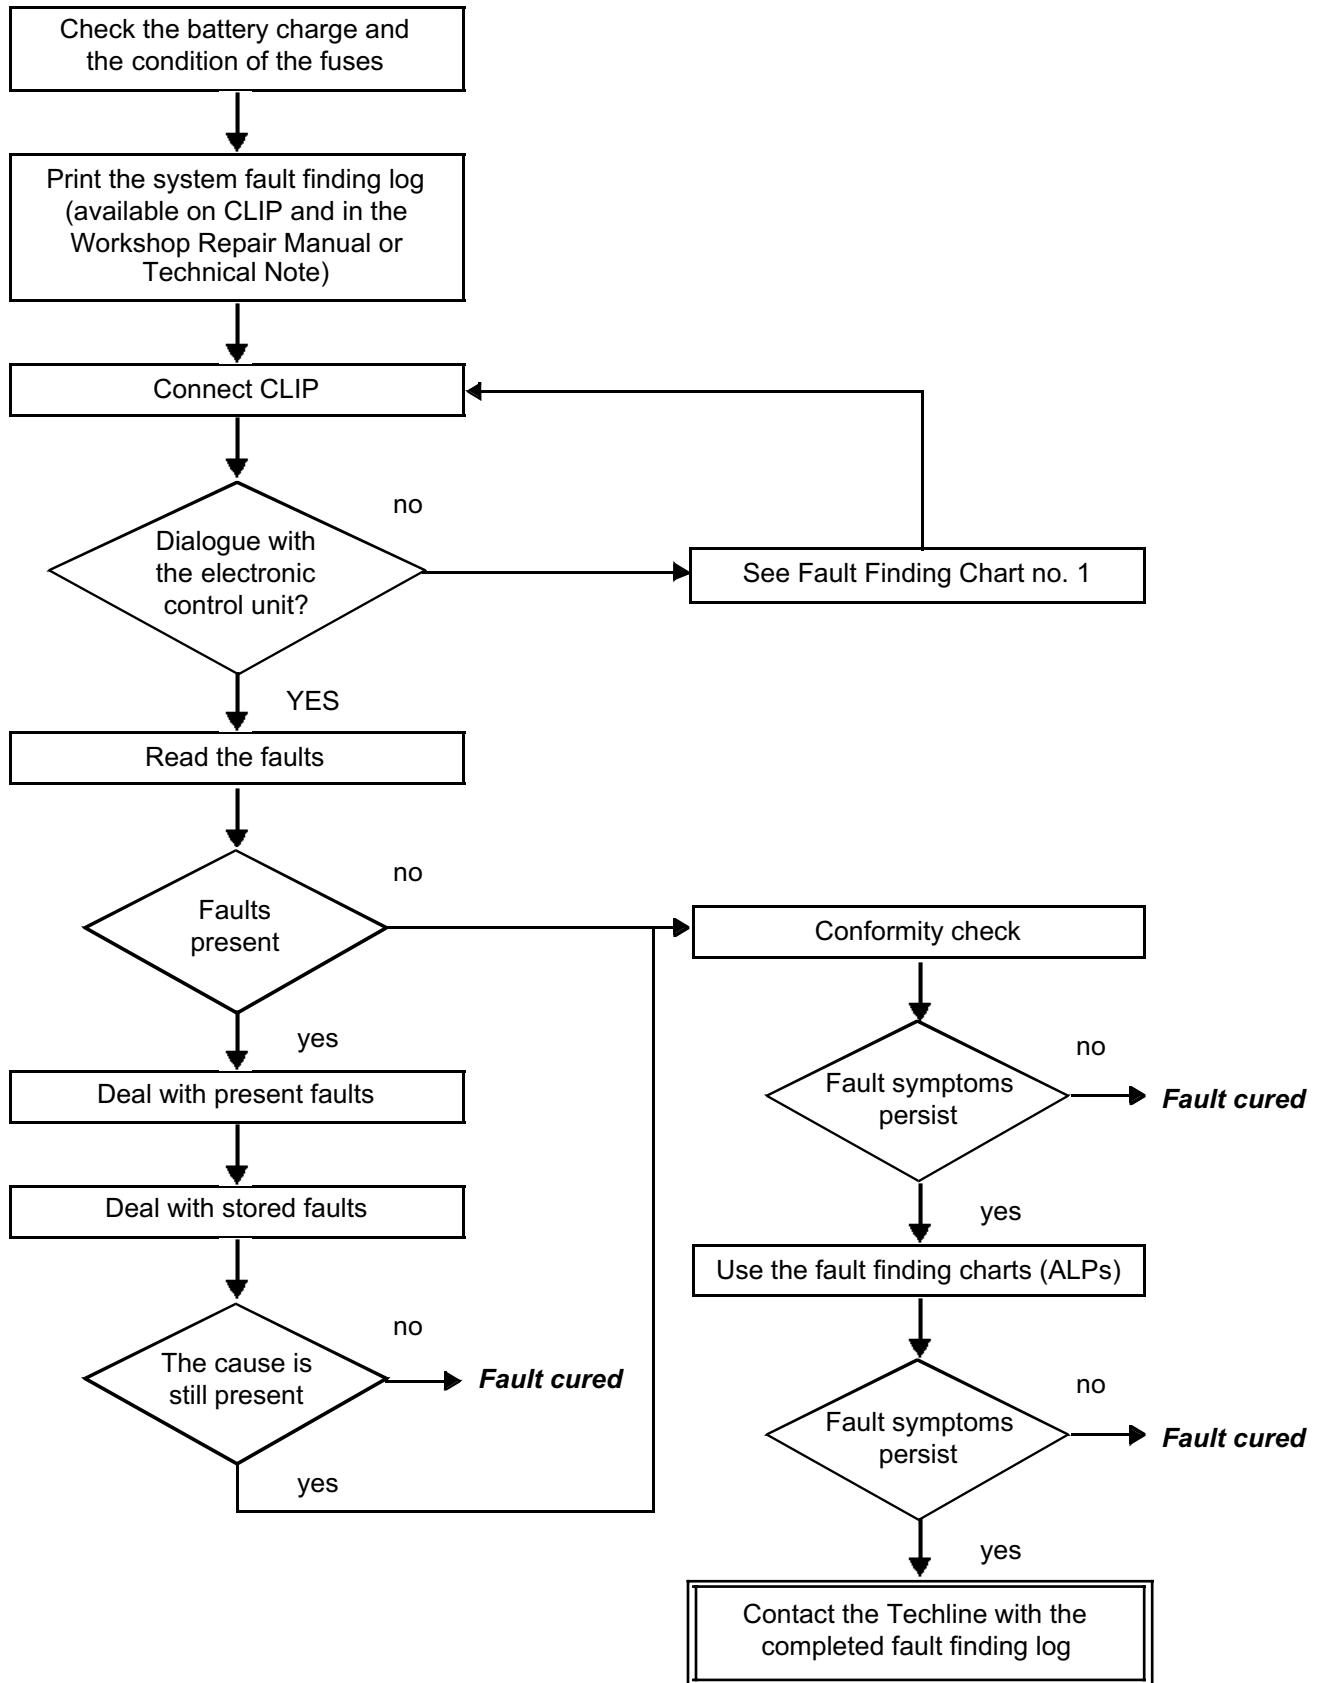 Check the battery charge and
the condition of the fuses
Print the system fault finding log
(available on CLIP and in the
Workshop Repair Manual or
Technical Note)
Connect CLIP
no
Dialogue with
the electronic
control unit?
See Fault Finding Chart no. 1
YES
Read the faults
no
Faults
present
yes
Deal with present faults
Deal with stored faults
no
The cause is
still present
Fault cured
yes
Conformity check
no
Fault symptoms
persist
Fault cured
yes
Use the fault finding charts (ALPs)
no
Fault symptoms
persist
Fault cured
yes
Contact the Techline with the
completed fault finding log